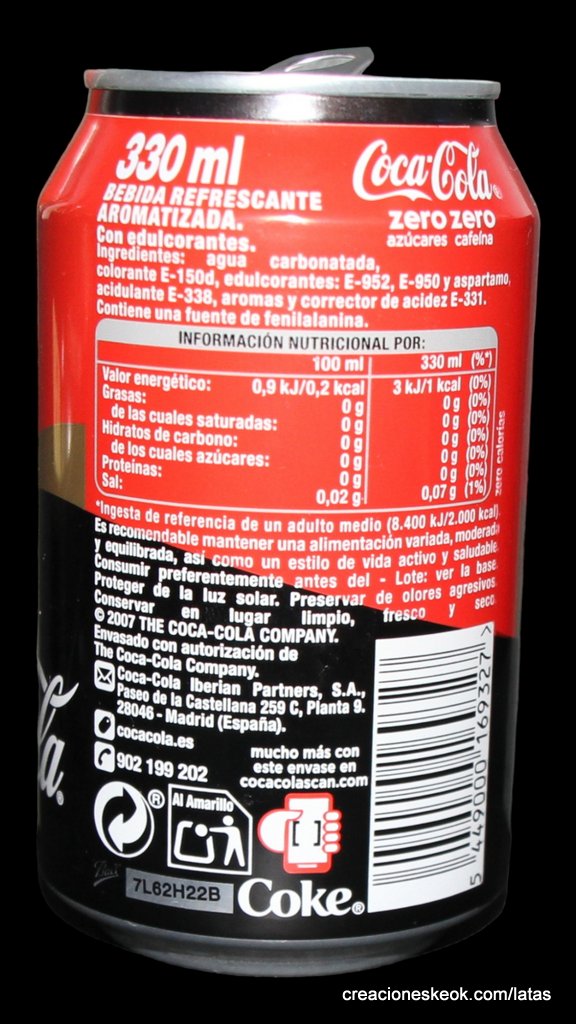 330 ml
BEBIDA REFRESCANTE
AROMATIZADA.
Con edulcorantes.
Coca-Cola®
zero zero
azúcares cafeína
Ingredientes: agua carbonatada,
colorante E-150d, edulcorantes: E-952, E-950 y aspartamo,
acidulante E-338, aromas y corrector de acidez E-331.
Contiene una fuente de fenilalanina.
INFORMACIÓN NUTRICIONAL POR:
100 ml 330 ml (%*)
Valor energético: 0,9 kJ/0,2 kcal 3 kJ/1 kcal (0%)
Grasas: 0 g 0 g (0%)
de las cuales saturadas: 0 g 0 g (0%)
Hidratos de carbono: 0 g 0 g (0%)
de los cuales azúcares: 0 g 0 g (0%)
Proteínas: 0 g 0 g (0%)
Sal: 0,02 g 0,07 g (1%)
zero calorías
*Ingesta de referencia de un adulto medio (8.400 kJ/2.000 kcal).
Es recomendable mantener una alimentación variada, moderada
y equilibrada, así como un estilo de vida activo y saludable.
Consumir preferentemente antes del - Lote: ver la base.
Proteger de la luz solar. Preservar de olores agresivos.
Conservar en lugar limpio, fresco y seco.
© 2007 THE COCA-COLA COMPANY.
Envasado con autorización de
The Coca-Cola Company.
Coca-Cola Iberian Partners, S.A.,
Paseo de la Castellana 259 C, Planta 9.
28046 - Madrid (España).
cocacola.es
902 199 202
mucho más con
este envase en
cocacolascan.com
®
Al Amarillo
[ ]
Ball
7L62H22B
Coke®
5 449000 169327 >
la®
creacioneskeok.com/latas